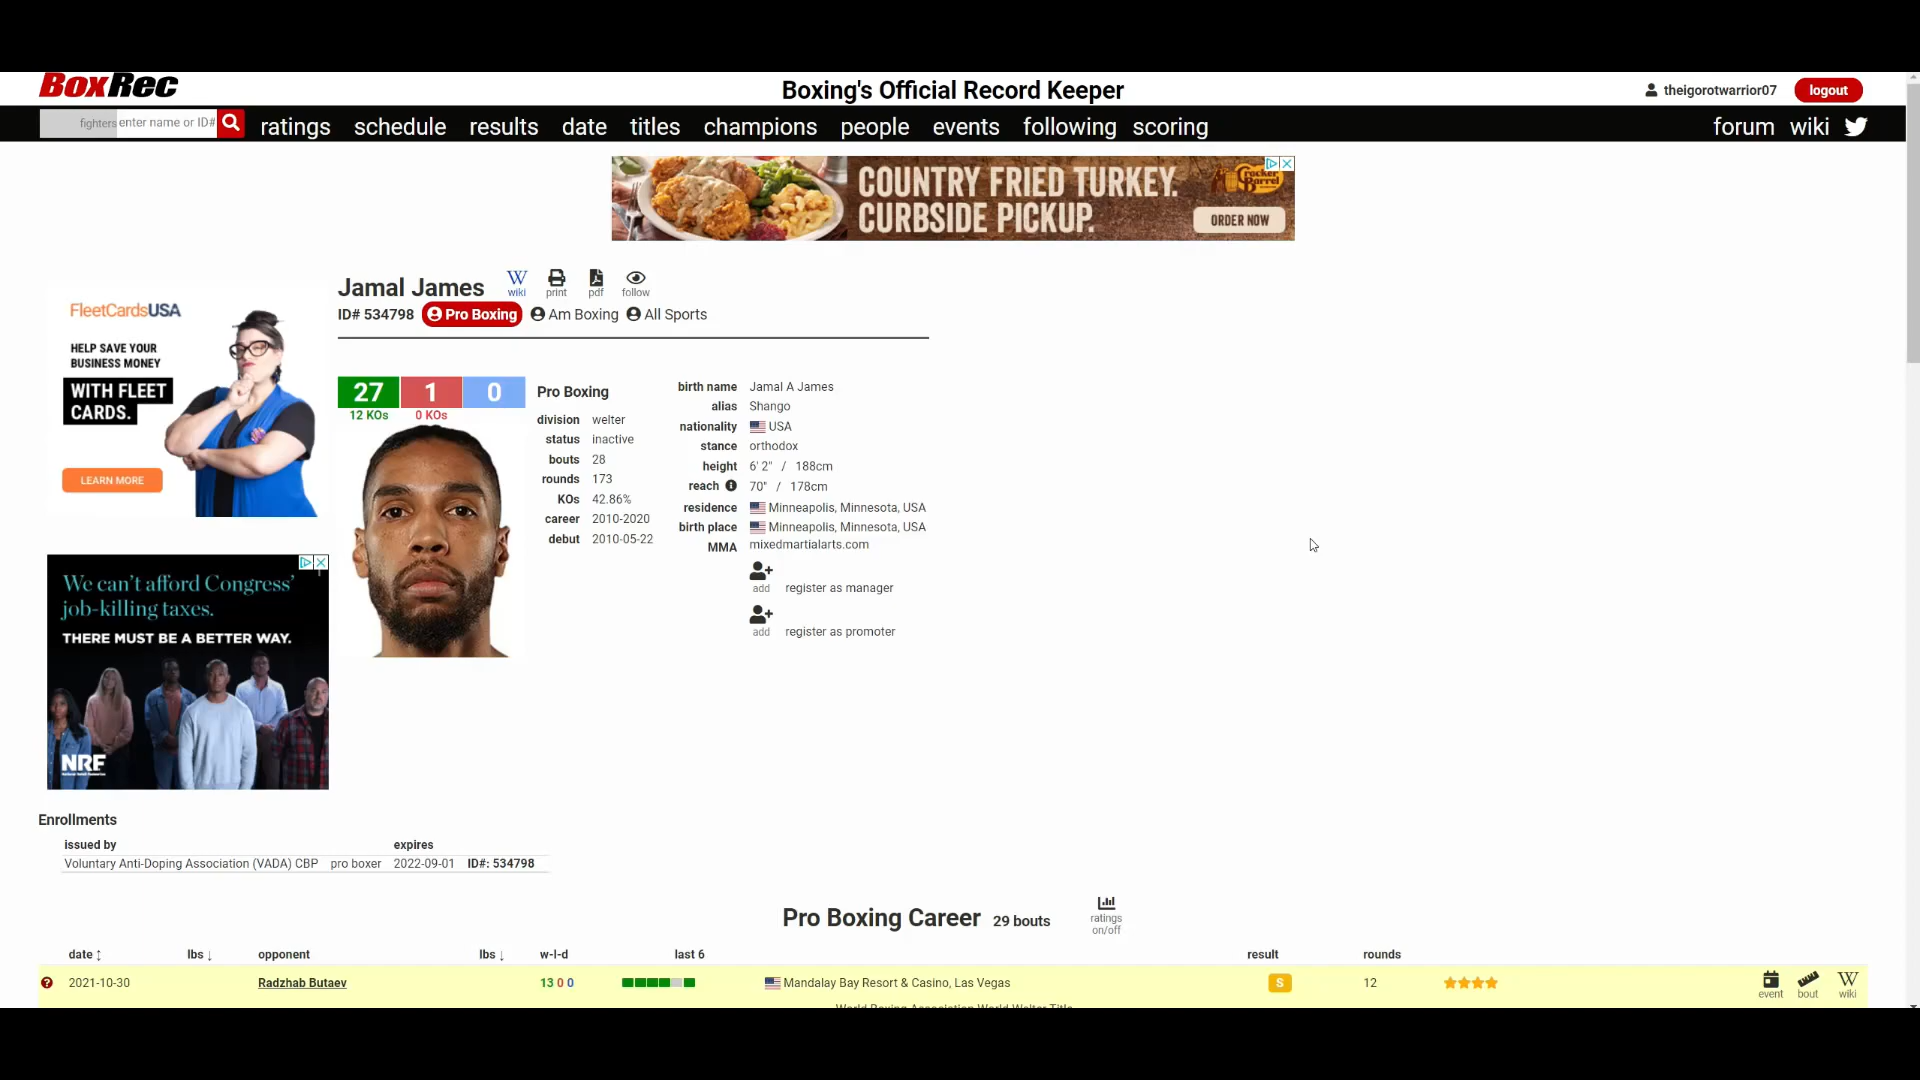 BoxRec
Boxing's Official Record Keeper
theigorotwarrior07 logout
fighters enter name or ID# ratings schedule results date titles champions people events following scoring forum wiki
COUNTRY FRIED TURKEY.
CURBSIDE PICKUP.
Cracker Barrel
ORDER NOW
Jamal James
wiki print pdf follow
ID# 534798 Pro Boxing Am Boxing All Sports
FleetCardsUSA
HELP SAVE YOUR
BUSINESS MONEY
WITH FLEET
CARDS.
LEARN MORE
27 1 0
12 KOs 0 KOs
Pro Boxing
division welter
status inactive
bouts 28
rounds 173
KOs 42.86%
career 2010-2020
debut 2010-05-22
birth name Jamal A James
alias Shango
nationality USA
stance orthodox
height 6' 2" / 188cm
reach 70" / 178cm
residence Minneapolis, Minnesota, USA
birth place Minneapolis, Minnesota, USA
MMA mixedmartialarts.com
add register as manager
add register as promoter
We can't afford Congress'
job-killing taxes.
THERE MUST BE A BETTER WAY.
NRF
Enrollments
issued by expires
Voluntary Anti-Doping Association (VADA) CBP pro boxer 2022-09-01 ID#: 534798
Pro Boxing Career 29 bouts
ratings
on/off
date ↕ lbs ↓ opponent lbs ↓ w-l-d last 6 result rounds
2021-10-30 Radzhab Butaev 13 0 0 Mandalay Bay Resort & Casino, Las Vegas S 12 event bout wiki
World Boxing Association World Welter Title